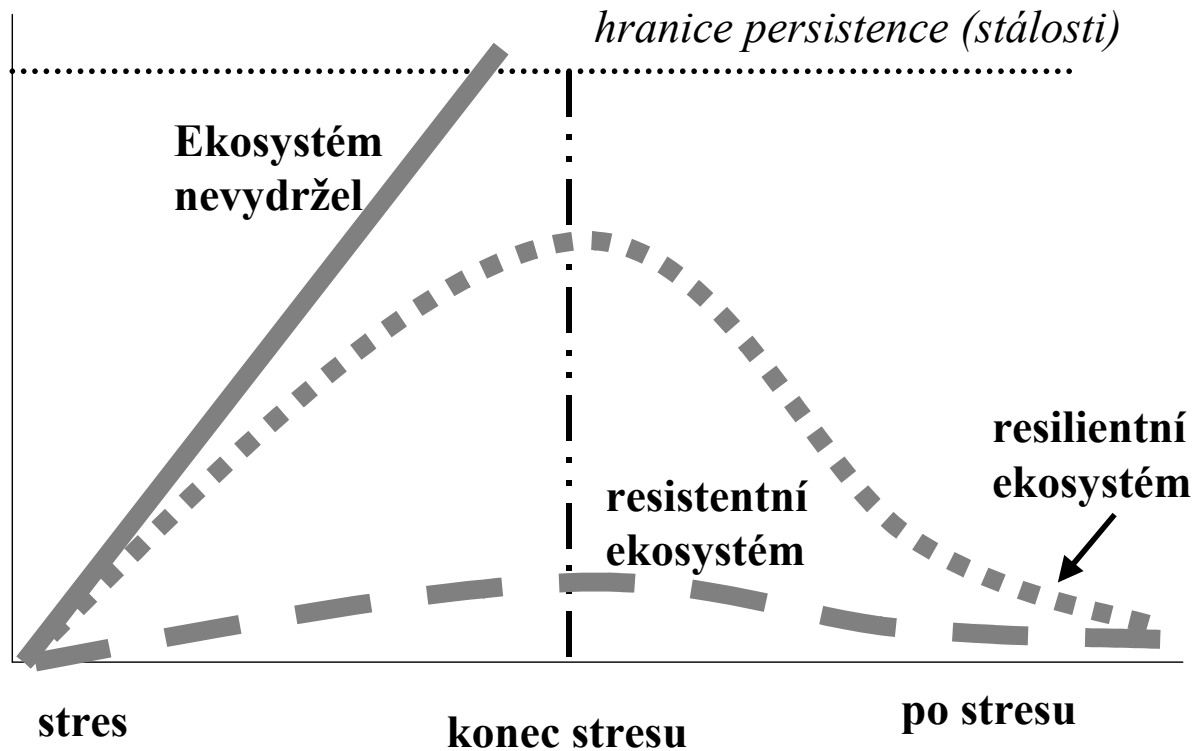 hranice persistence (stálosti)
Ekosystém
nevydržel
resilientní
ekosystém
resistentní
ekosystém
stres
konec stresu
po stresu